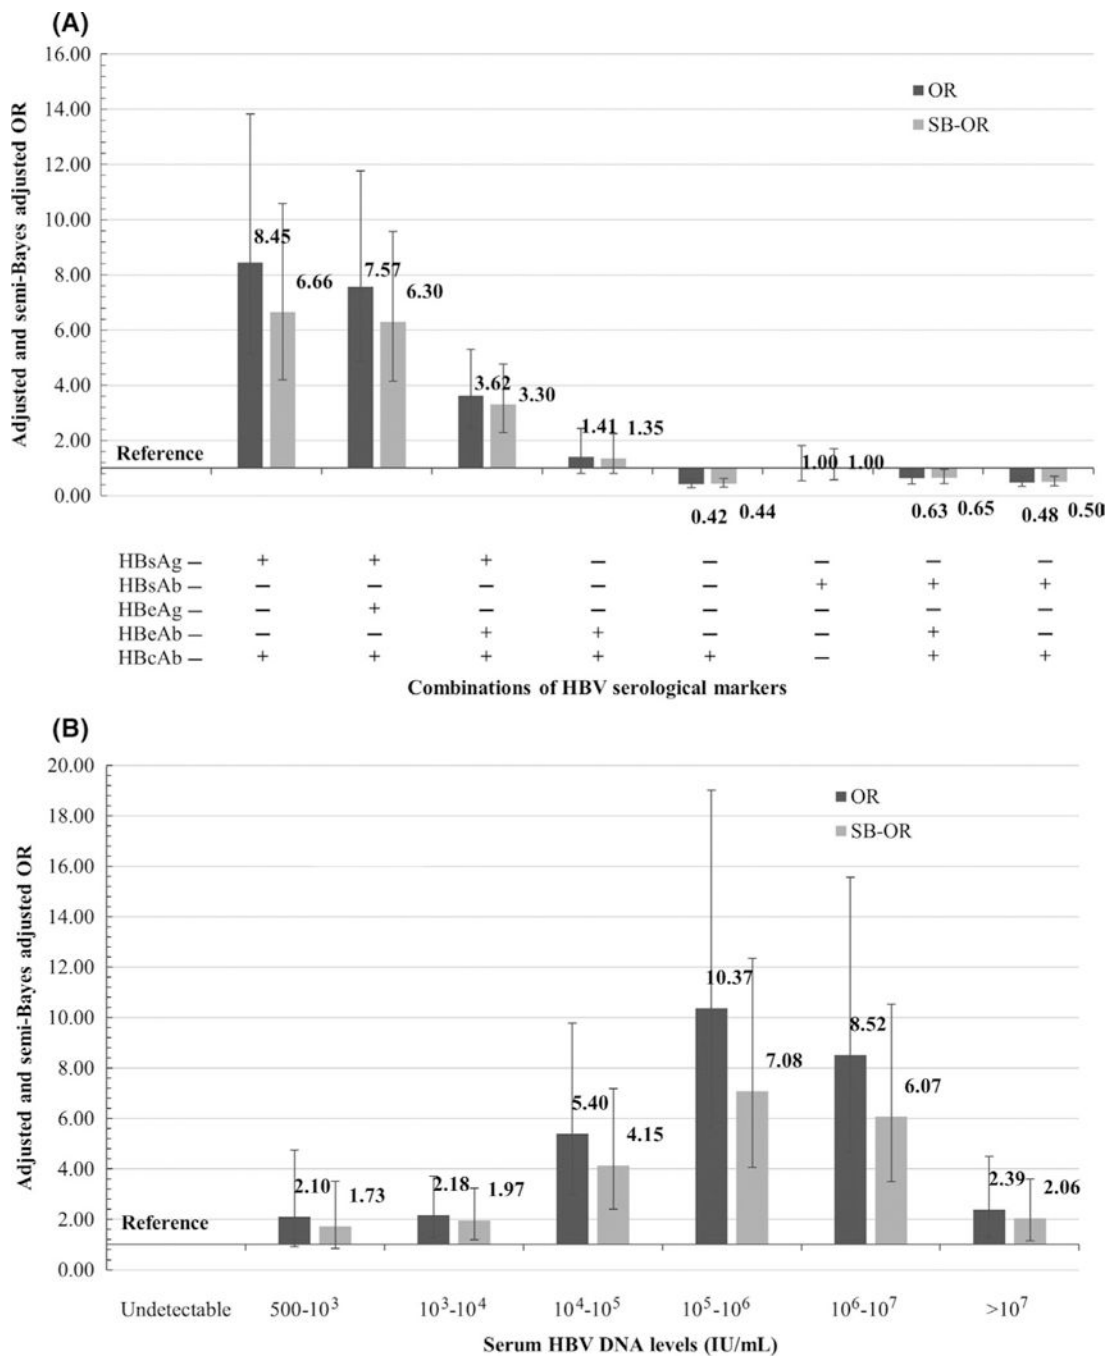 (A)
16.00
14.00
12.00
10.00
8.00
6.00
4.00
2.00
0.00
Adjusted and semi-Bayes adjusted OR
OR
SB-OR
Reference
8.45
6.66
7.57
6.30
3.62
3.30
1.41
1.35
0.42
0.44
1.00
1.00
0.63
0.65
0.48
0.50
HBsAg — + + + — — — — —
HBsAb — — — — — — + + +
HBeAg — — + — — — — — —
HBeAb — — — + + — — + —
HBcAb — + + + + + — + +
Combinations of HBV serological markers
(B)
20.00
18.00
16.00
14.00
12.00
10.00
8.00
6.00
4.00
2.00
0.00
Adjusted and semi-Bayes adjusted OR
OR
SB-OR
Reference
2.10
1.73
2.18
1.97
5.40
4.15
10.37
7.08
8.52
6.07
2.39
2.06
Undetectable 500-10³ 10³-10⁴ 10⁴-10⁵ 10⁵-10⁶ 10⁶-10⁷ >10⁷
Serum HBV DNA levels (IU/mL)